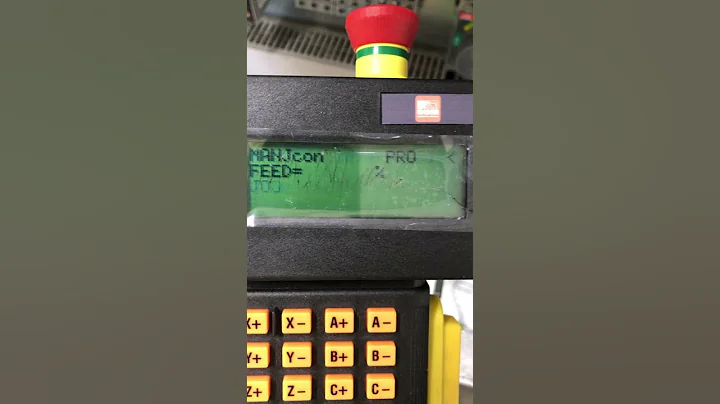 MANJcon PRO <
FEED= %
X+ X− A+ A−
Y+ Y− B+ B−
Z+ Z− C+ C−